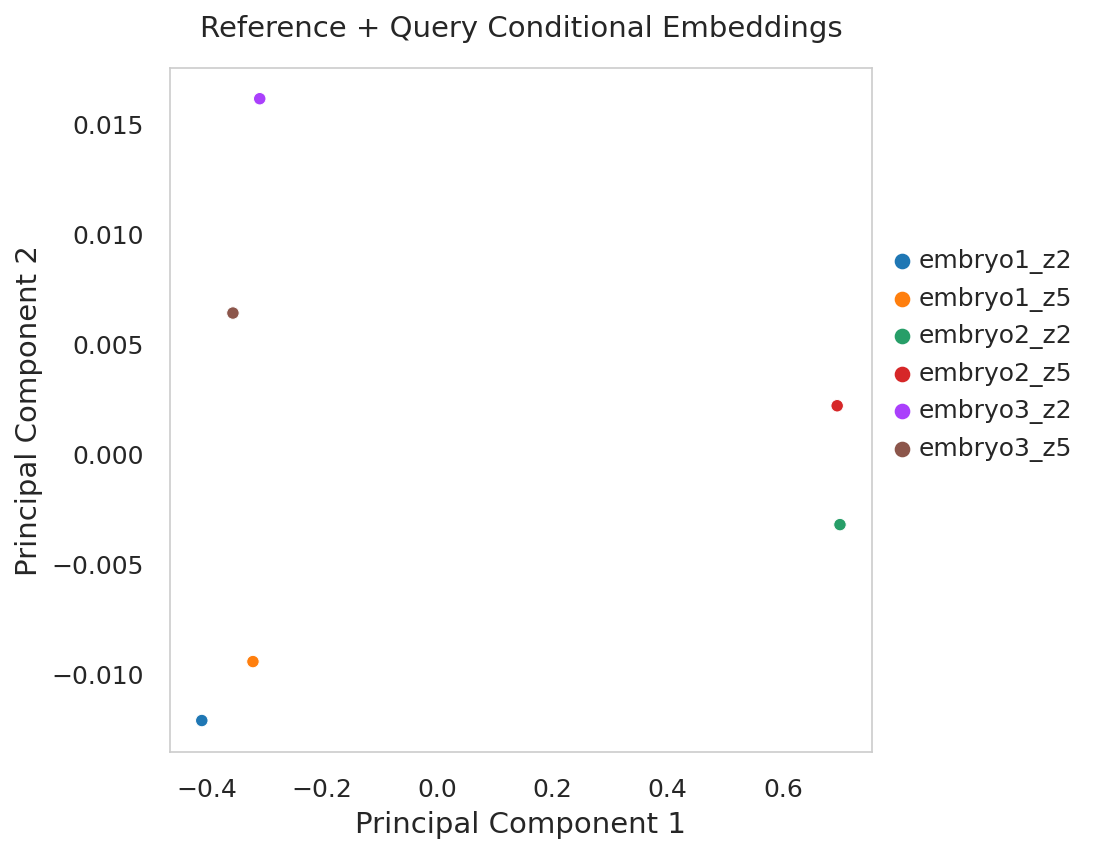 Reference + Query Conditional Embeddings
0.015
0.010
0.005
0.000
−0.005
−0.010
Principal Component 2
−0.4
−0.2
0.0
0.2
0.4
0.6
Principal Component 1
embryo1_z2
embryo1_z5
embryo2_z2
embryo2_z5
embryo3_z2
embryo3_z5